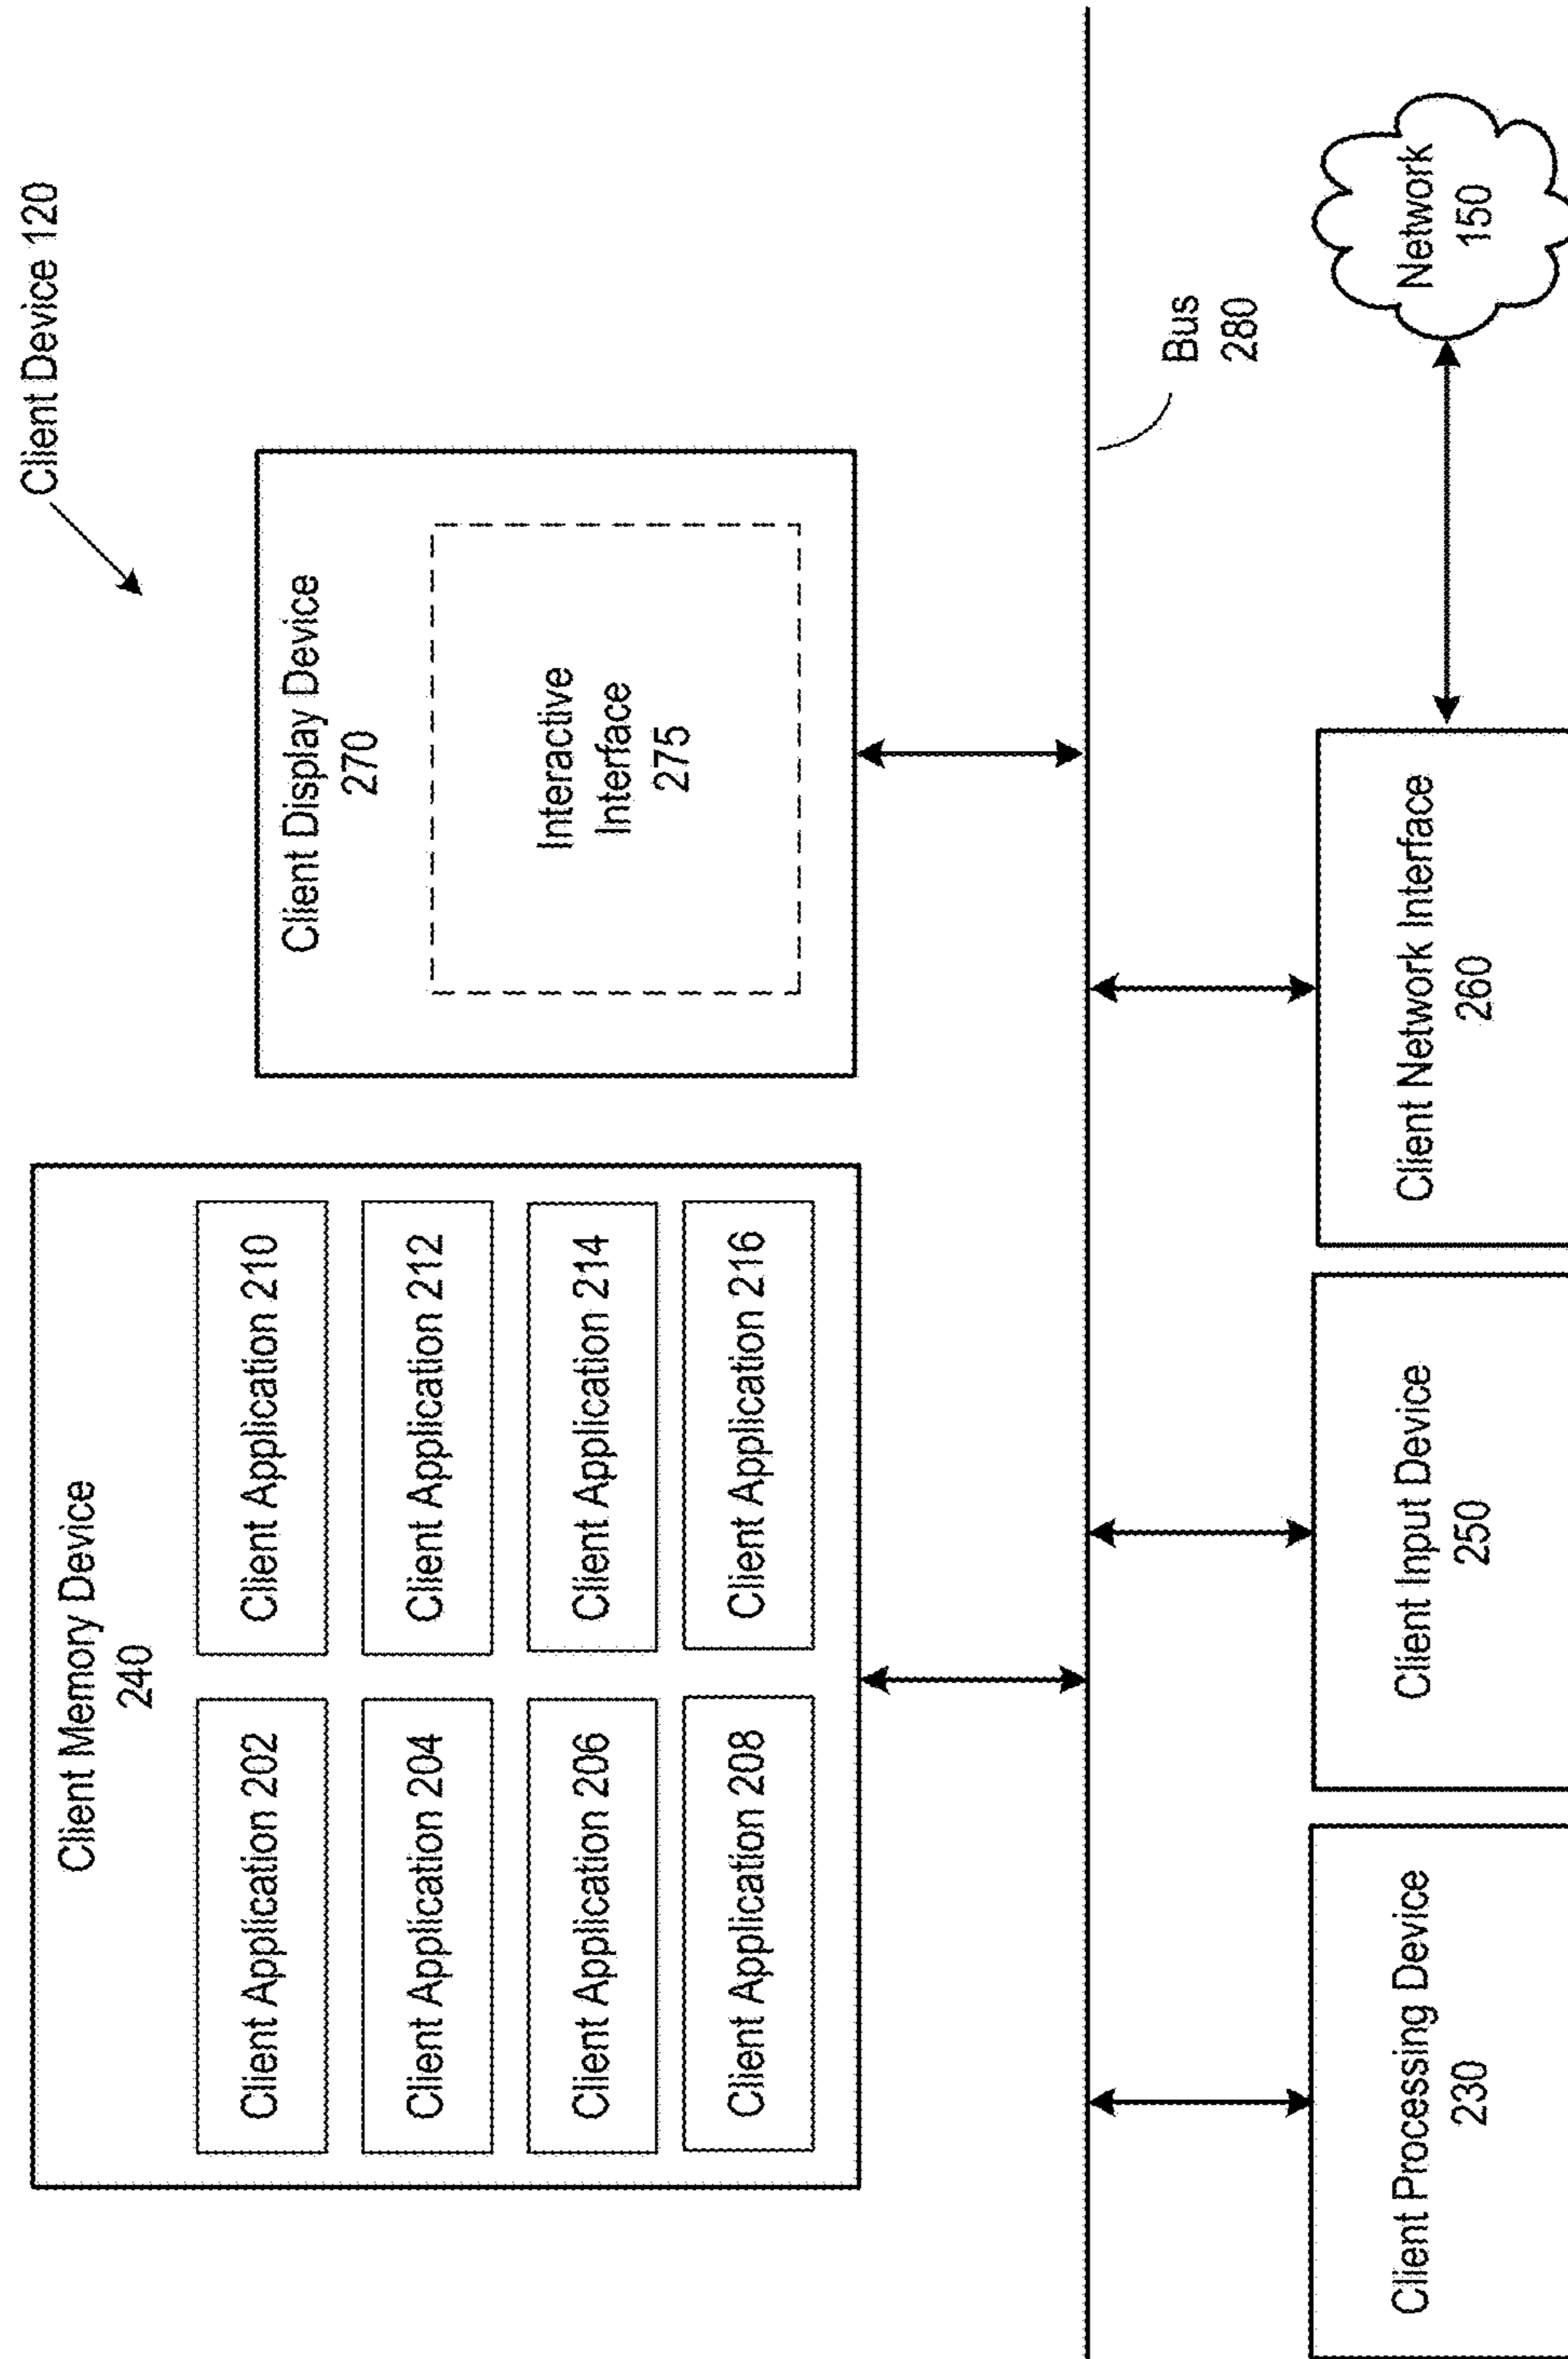 Client Device 120
Client Memory Device
240
Client Application 202
Client Application 210
Client Application 204
Client Application 212
Client Application 206
Client Application 214
Client Application 208
Client Application 216
Client Display Device
270
Interactive
Interface
275
Bus
280
Client Processing Device
230
Client Input Device
250
Client Network Interface
260
Network
150